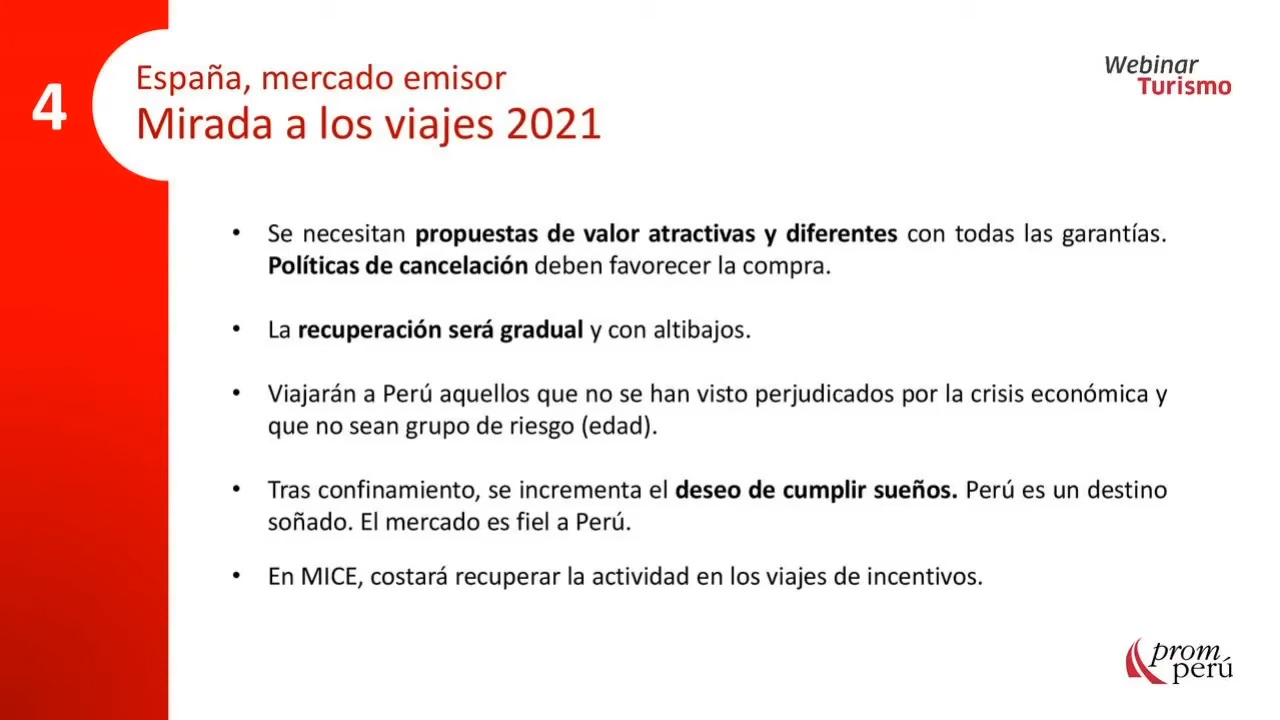 4
España, mercado emisor
Mirada a los viajes 2021
Webinar
Turismo
• Se necesitan propuestas de valor atractivas y diferentes con todas las garantías.
Políticas de cancelación deben favorecer la compra.
• La recuperación será gradual y con altibajos.
• Viajarán a Perú aquellos que no se han visto perjudicados por la crisis económica y
que no sean grupo de riesgo (edad).
• Tras confinamiento, se incrementa el deseo de cumplir sueños. Perú es un destino
soñado. El mercado es fiel a Perú.
• En MICE, costará recuperar la actividad en los viajes de incentivos.
prom
perú